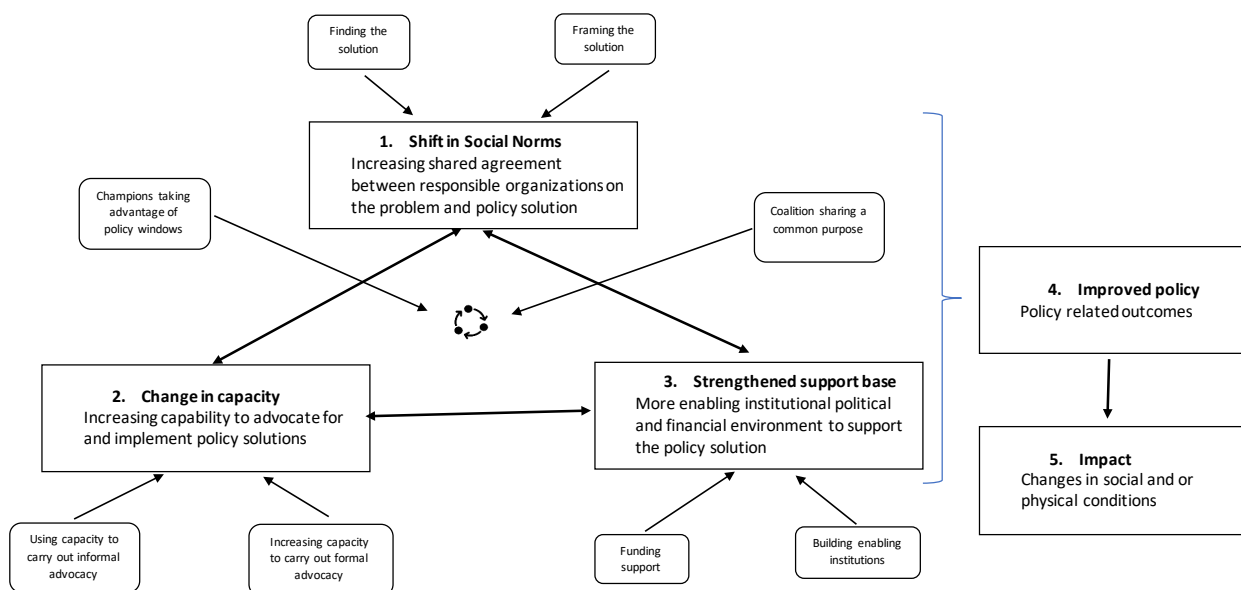 Finding the
solution
Framing the
solution
1. Shift in Social Norms
Increasing shared agreement
between responsible organizations on
the problem and policy solution
Champions taking
advantage of
policy windows
Coalition sharing a
common purpose
4. Improved policy
Policy related outcomes
2. Change in capacity
Increasing capability to advocate for
and implement policy solutions
3. Strengthened support base
More enabling institutional political
and financial environment to support
the policy solution
5. Impact
Changes in social and or
physical conditions
Using capacity to
carry out informal
advocacy
Increasing capacity
to carry out formal
advocacy
Funding
support
Building enabling
institutions